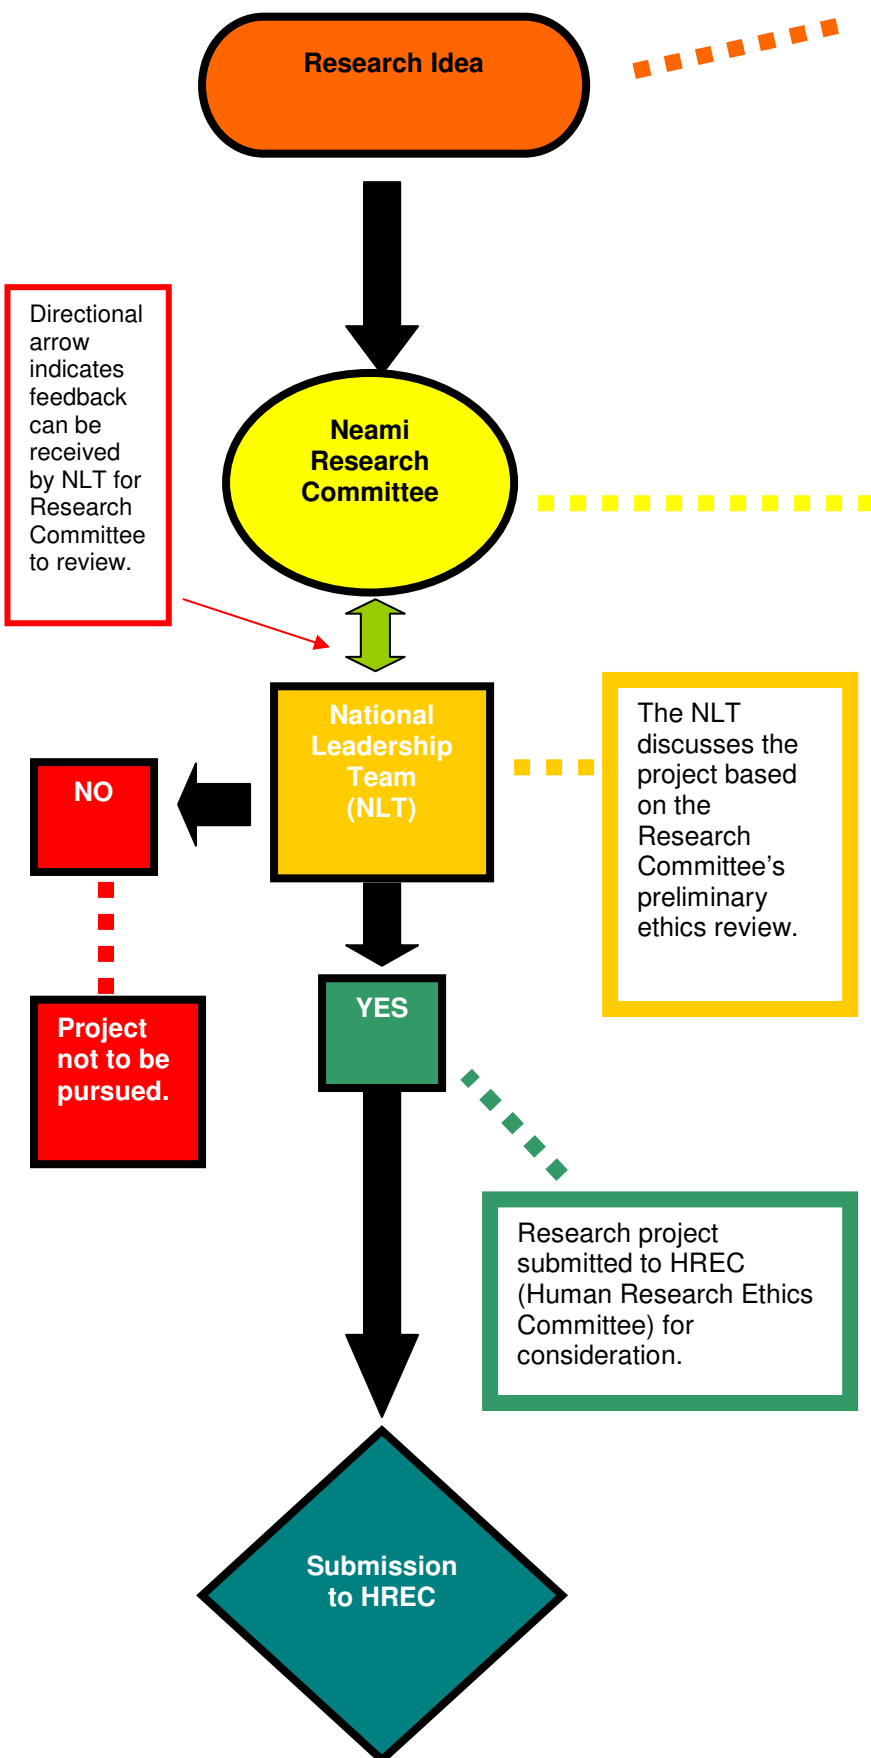 Research Idea
Directional
arrow
indicates
feedback
can be
received
by NLT for
Research
Committee
to review.
Neami
Research
Committee
National
Leadership
Team
(NLT)
The NLT
discusses the
project based
on the
Research
Committee's
preliminary
ethics review.
NO
YES
Project
not to be
pursued.
Research project
submitted to HREC
(Human Research Ethics
Committee) for
consideration.
Submission
to HREC